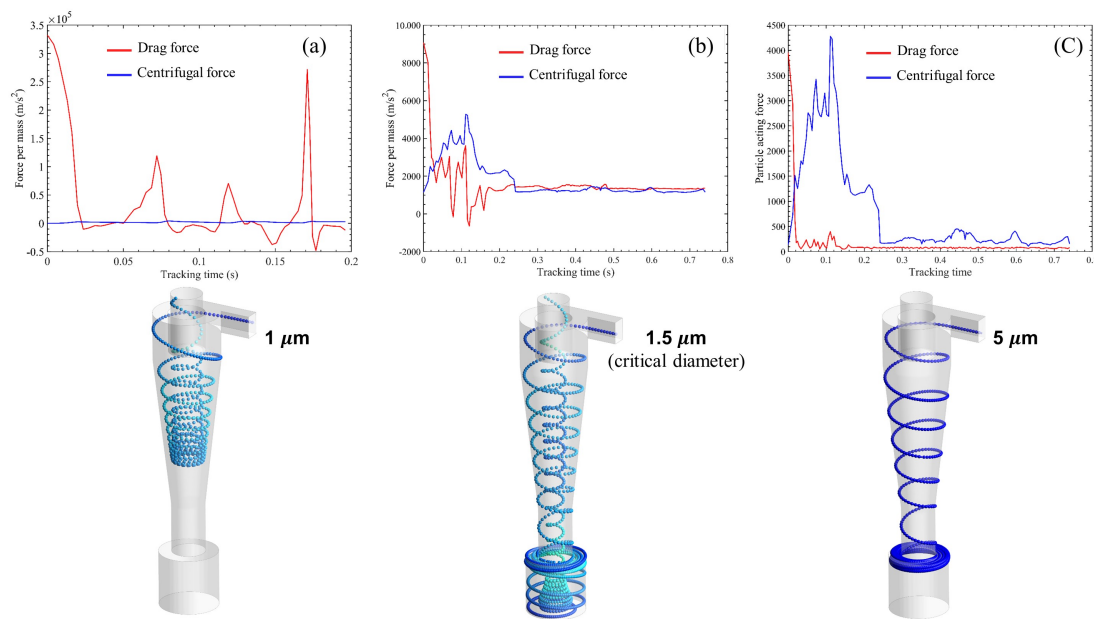 × 10⁵
3.5
3
2.5
2
1.5
1
0.5
0
-0.5
0
0.05
0.1
0.15
0.2
Force per mass (m/s²)
Tracking time (s)
Drag force
Centrifugal force
(a)
10.000
8000
6000
4000
2000
0
-2000
0
0.1
0.2
0.3
0.4
0.5
0.6
0.7
0.8
Force per mass (m/s²)
Tracking time (s)
Drag force
Centrifugal force
(b)
4500
4000
3500
3000
2500
2000
1500
1000
500
0
0
0.1
0.2
0.3
0.4
0.5
0.6
0.7
0.8
Particle acting force
Tracking time
Drag force
Centrifugal force
(C)
1 μm
1.5 μm
(critical diameter)
5 μm